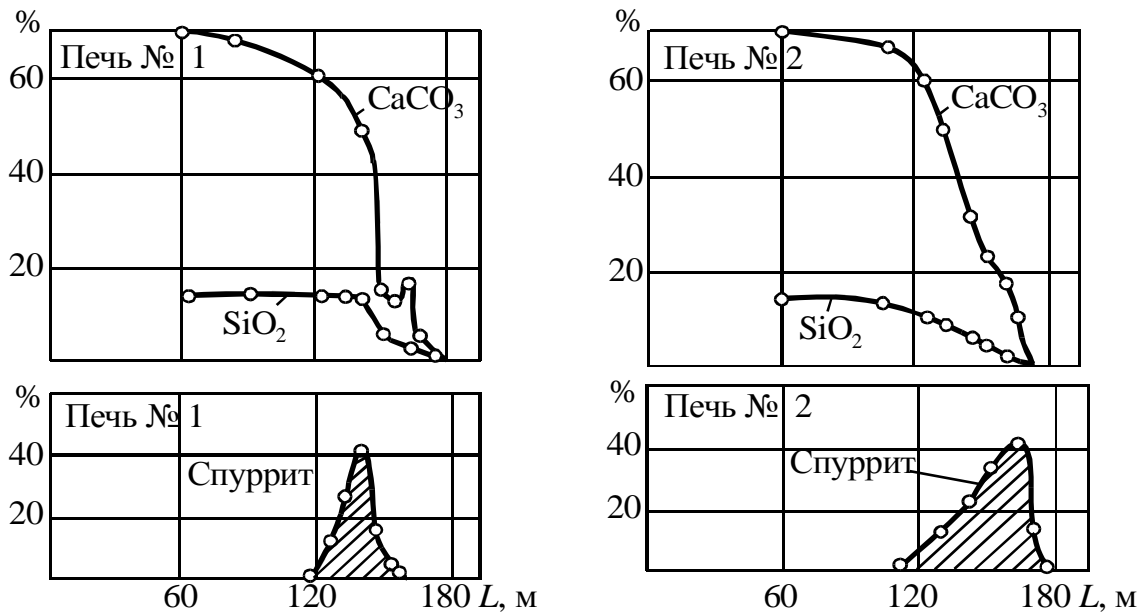 %
Печь № 1
60
CaCO₃
40
20
SiO₂
%
Печь № 2
60
CaCO₃
40
20
SiO₂
%
Печь № 1
40
Спуррит
20
60 120 180 L, м
%
Печь № 2
40
Спуррит
20
60 120 180 L, м